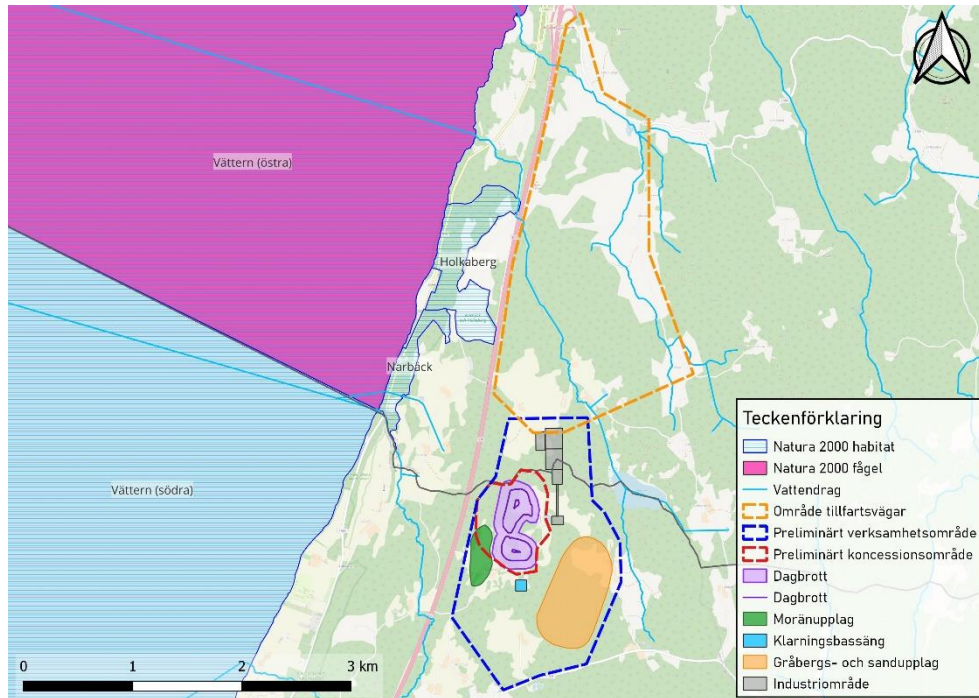 Vättern (östra)
Holkaberg
Narbäck
Vättern (södra)
0 1 2 3 km
Teckenförklaring
Natura 2000 habitat
Natura 2000 fågel
Vattendrag
Område tillfartsvägar
Preliminärt verksamhetsområde
Preliminärt koncessionsområde
Dagbrott
Dagbrott
Moränupplag
Klarningsbassäng
Gråbergs- och sandupplag
Industriområde